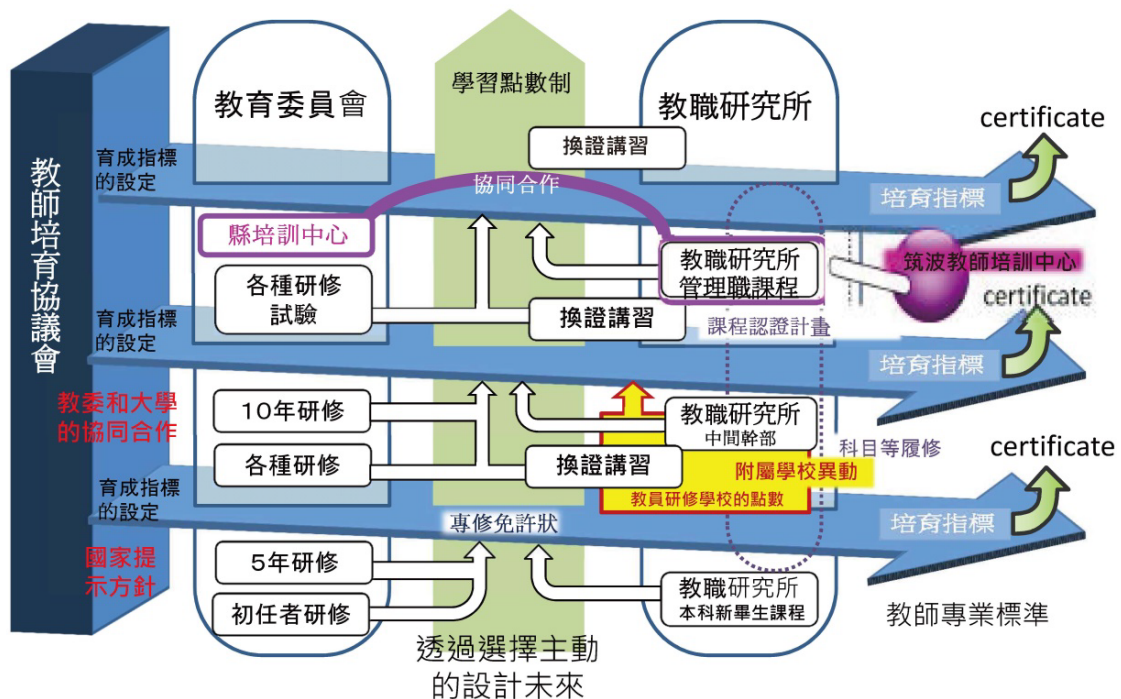 教師培育協議會
教育委員會
學習點數制
教職研究所
certificate
育成指標
的設定
換證講習
協同合作
培育指標
縣培訓中心
教職研究所
管理職課程
筑波教師培訓中心
certificate
各種研修
試驗
換證講習
課程認證計畫
育成指標
的設定
培育指標
教委和大學
的協同合作
10年研修
教職研究所
中間幹部
科目等履修
certificate
各種研修
換證講習
附屬學校異動
教員研修學校的點數
育成指標
的設定
專修免許狀
培育指標
國家提
示方針
5年研修
初任者研修
教職研究所
本科新畢生課程
教師專業標準
透過選擇主動
的設計未來